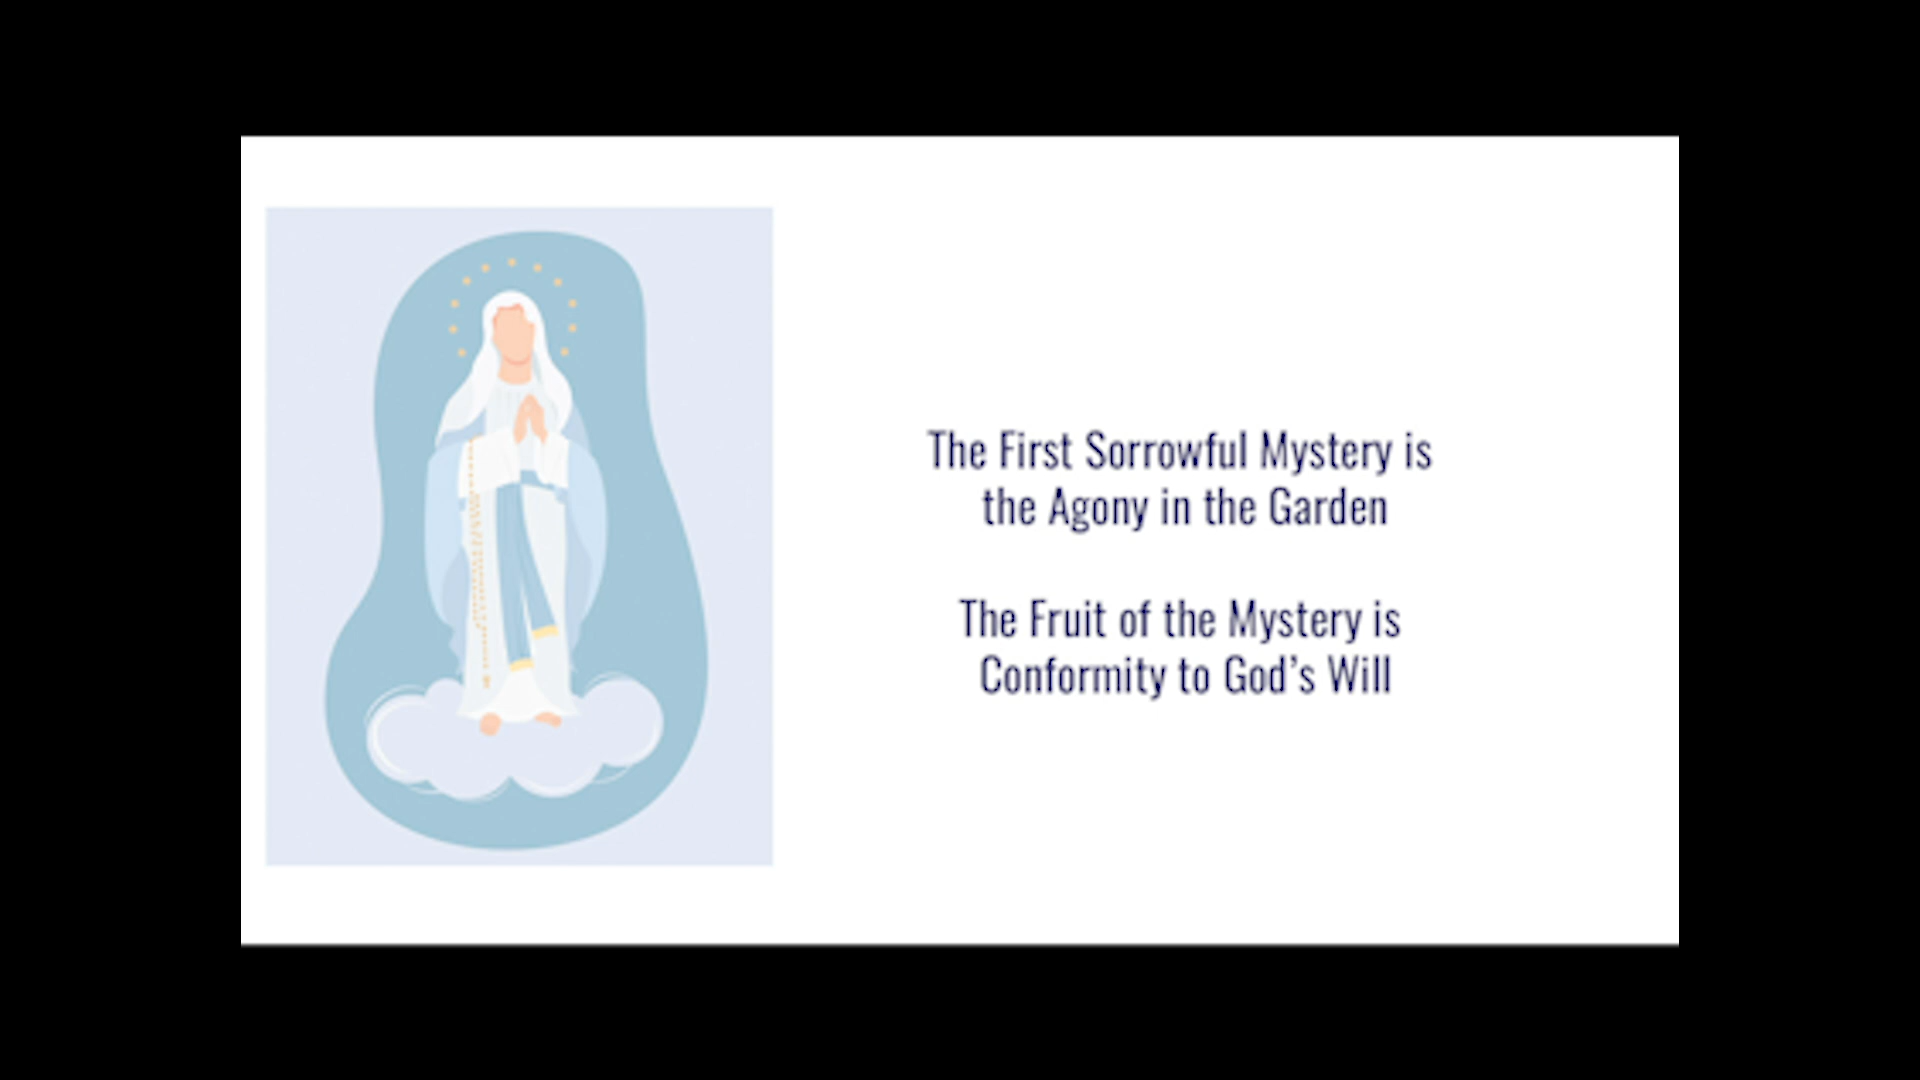 The First Sorrowful Mystery is
the Agony in the Garden
The Fruit of the Mystery is
Conformity to God’s Will